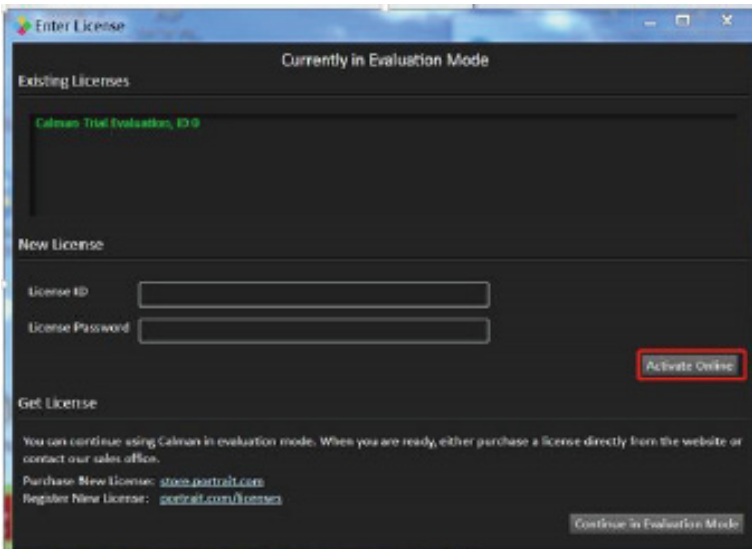 Enter License
Currently in Evaluation Mode
Existing Licenses
Calman Trial Evaluation, ID:0
New License
License ID
License Password
Activate Online
Get License
You can continue using Calman in evaluation mode. When you are ready, either purchase a license directly from the website or
contact our sales office.
Purchase New License: store.portrait.com
Register New License: portrait.com/licenses
Continue in Evaluation Mode